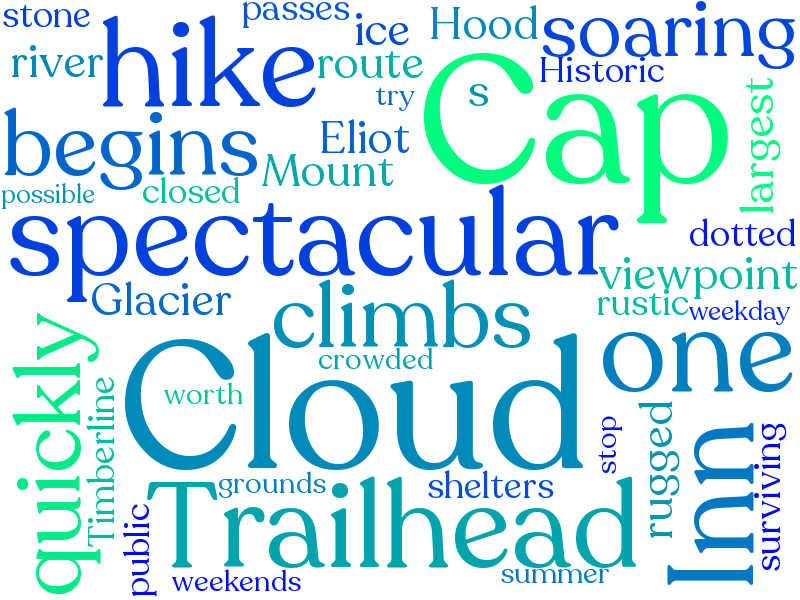 stone
passes
ice
Hood
soaring
hike
river
route
Historic
try
s
Cap
largest
begins
Eliot
Mount
possible
closed
spectacular
dotted
viewpoint
Glacier
climbs
rustic
weekday
quickly
Cloud
crowded
one
worth
Timberline
stop
rugged
Inn
surviving
grounds
shelters
Trailhead
public
weekends
summer